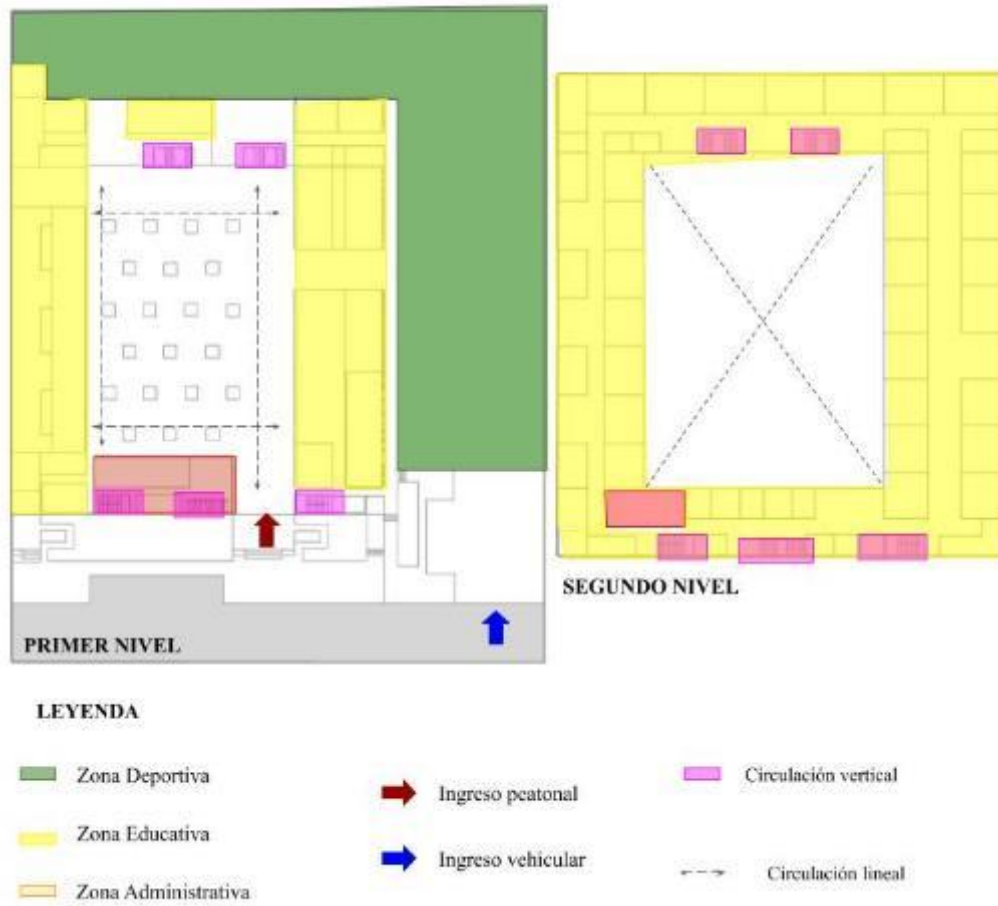 PRIMER NIVEL
SEGUNDO NIVEL
LEYENDA
Zona Deportiva
Zona Educativa
Zona Administrativa
Ingreso peatonal
Ingreso vehicular
Circulación vertical
Circulación lineal